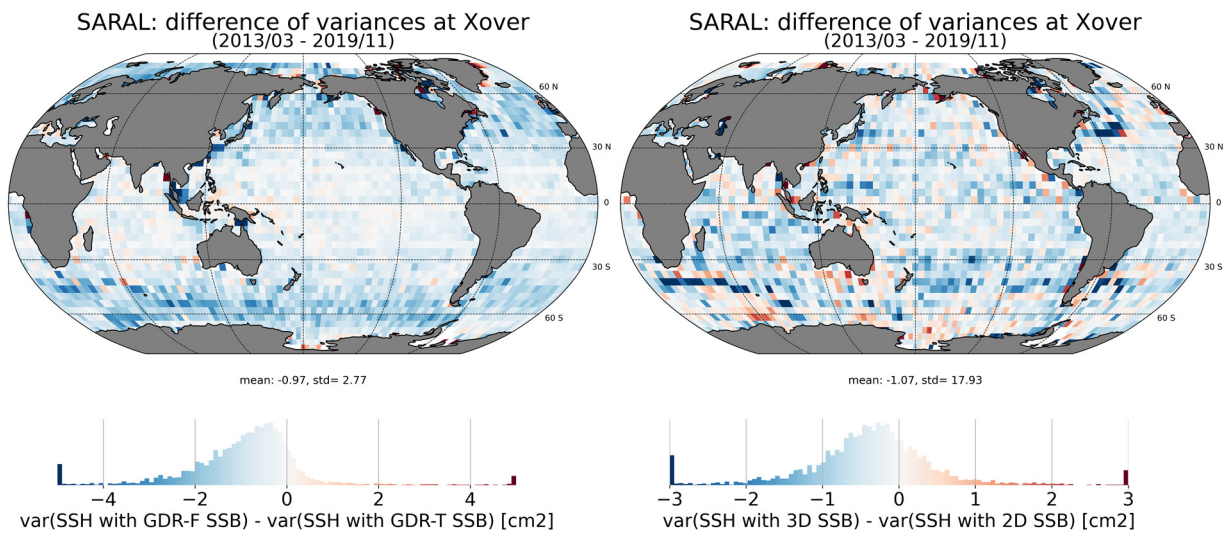 SARAL: difference of variances at Xover
(2013/03 - 2019/11)
60 N
30 N
0
30 S
60 S
mean: -0.97, std= 2.77
−4 −2 0 2 4
var(SSH with GDR-F SSB) - var(SSH with GDR-T SSB) [cm2]
SARAL: difference of variances at Xover
(2013/03 - 2019/11)
60 N
30 N
0
30 S
60 S
mean: -1.07, std= 17.93
−3 −2 −1 0 1 2 3
var(SSH with 3D SSB) - var(SSH with 2D SSB) [cm2]